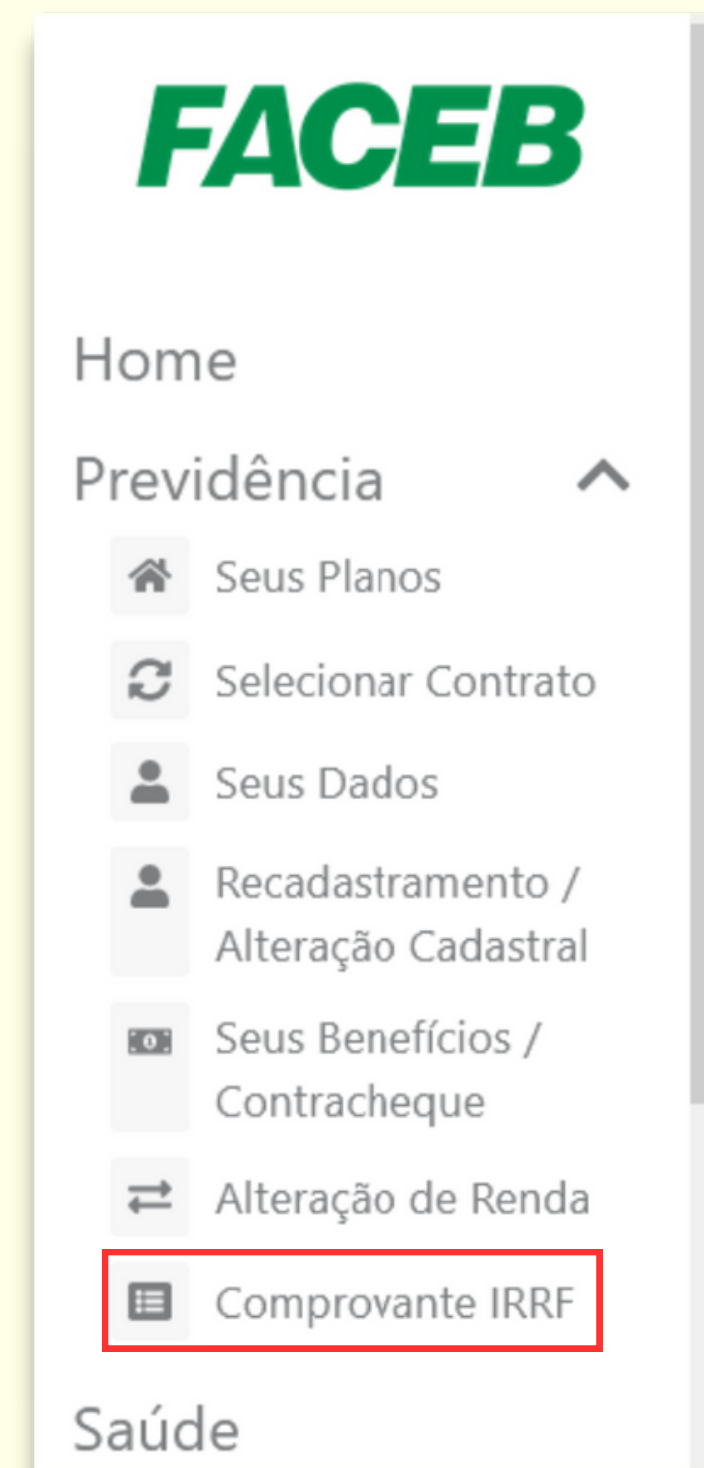 FACEB
Home
Previdência
Seus Planos
Selecionar Contrato
Seus Dados
Recadastramento /
Alteração Cadastral
Seus Benefícios /
Contracheque
Alteração de Renda
Comprovante IRRF
Saúde